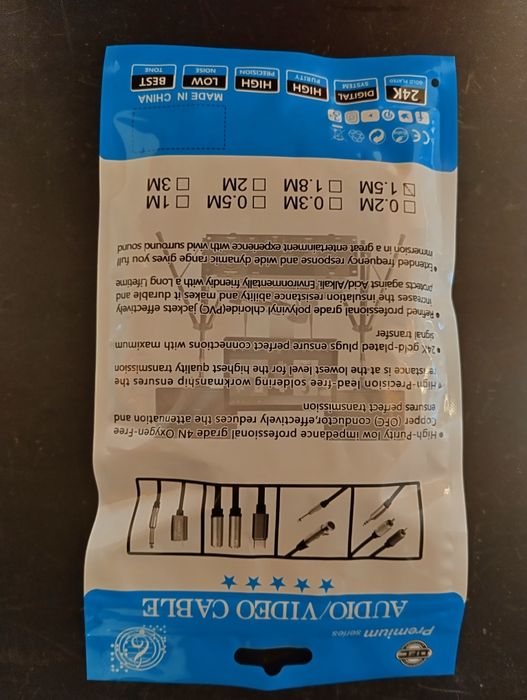 Premium series
AUDIO/VIDEO CABLE
• High-Purity low impedance professional grade 4N Oxygen-Free
Copper (OFC) conductor,effectively reduces the attenuation and
ensures perfect transmission
• High-Precision lead-free soldering workmanship ensures the
resistance is at the lowest level for the highest quality transmission
• 24K gold-plated plugs ensure perfect connections with maximum
signal transfer
• Refined professional grade polyvinyl chloride(PVC) jackets effectively
increases the insulation resistance ability and makes it durable and
protect against Acid/Alkali. Environmentally friendly with a Long Lifetime
• Extended frequency response and wide dynamic range gives you full
immersion in a great entertainment experience with vivid surround sound
☐ 0.2M ☐ 0.3M ☐ 0.5M ☐ 1M
☑ 1.5M ☐ 1.8M ☐ 2M ☐ 3M
CE
MADE IN CHINA
24K
GOLD PLATED
DIGITAL
SYSTEM
HIGH
PURITY
HIGH
PRECISION
LOW
NOISE
BEST
TONE